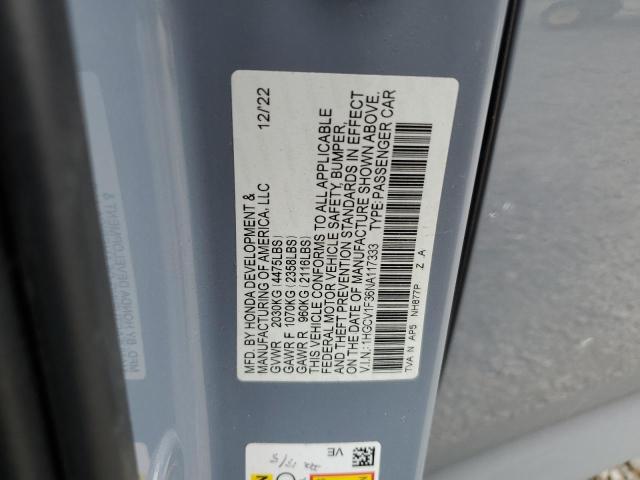 MFD. BY HONDA DEVELOPMENT & 12/22
MANUFACTURING OF AMERICA, LLC
GVWR 2030KG(4475LBS)
GAWR F 1070KG(2358LBS)
GAWR R 960KG(2116LBS)
THIS VEHICLE CONFORMS TO ALL APPLICABLE
FEDERAL MOTOR VEHICLE SAFETY, BUMPER,
AND THEFT PREVENTION STANDARDS IN EFFECT
ON THE DATE OF MANUFACTURE SHOWN ABOVE.
V.I.N.:1HGCV1F36NA117333 TYPE:PASSENGER CAR
TVA N AP5 NH877P Z A
VE